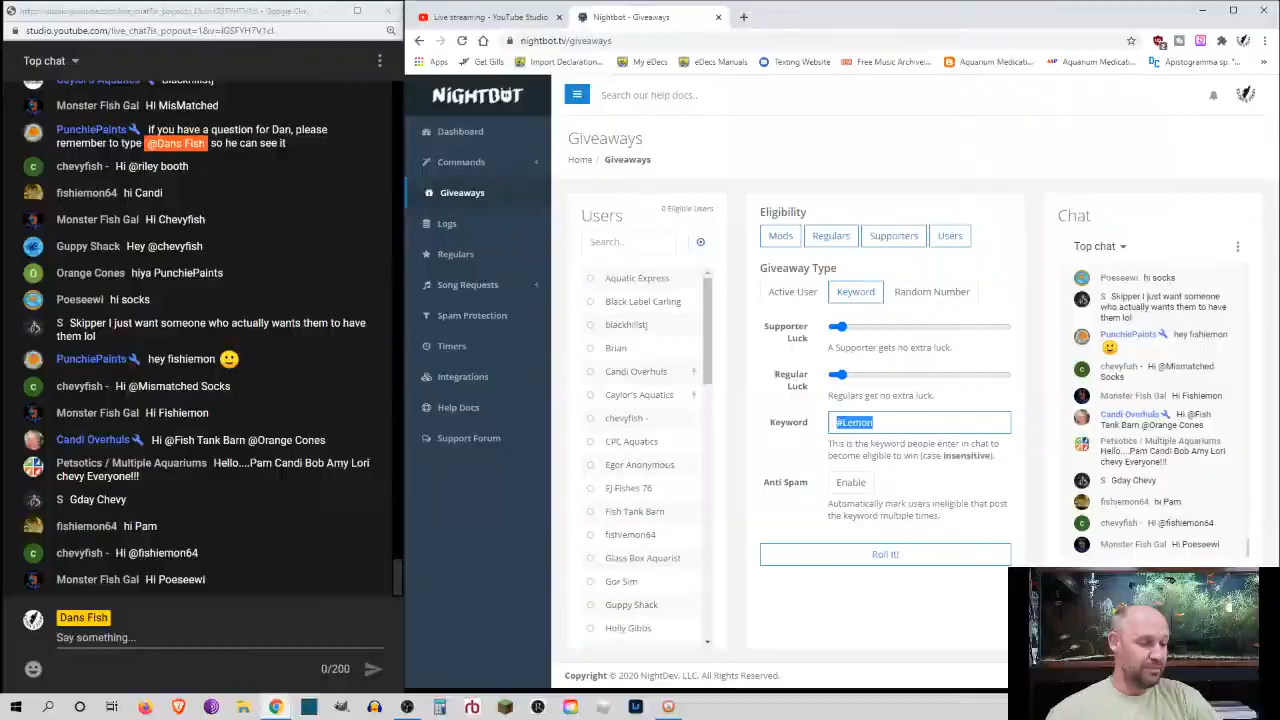 studio.youtube.com/live_chat?is_popout=1&v=IGSFYH7V1cI
Top chat
Monster Fish Gal Hi MisMatched
PunchiePaints if you have a question for Dan, please
remember to type @Dans Fish so he can see it
chevyfish - Hi @riley booth
fishiemon64 hi Candi
Monster Fish Gal Hi Chevyfish
Guppy Shack Hey @chevyfish
Orange Cones hiya PunchiePaints
Poeseewi hi socks
S Skipper I just want someone who actually wants them to have
them lol
PunchiePaints hey fishiemon
chevyfish - Hi @Mismatched Socks
Monster Fish Gal Hi Fishiemon
Candi Overhuls Hi @Fish Tank Barn @Orange Cones
Petsotics / Multiple Aquariums Hello....Pam Candi Bob Amy Lori
chevy Everyone!!!
S Gday Chevy
fishiemon64 hi Pam
chevyfish - Hi @fishiemon64
Monster Fish Gal Hi Poeseewi
Dans Fish
Say something...
0/200
Live streaming - YouTube Studio
Nightbot - Giveaways
nightbot.tv/giveaways
Apps
Get Gills
Import Declaration...
My eDecs
eDecs Manuals
Texting Website
Free Music Archive...
Aquarium Medicati...
Aquarium Medicati...
Apistogramma sp. "...
NIGHTBOT
Dashboard
Commands
Giveaways
Logs
Regulars
Song Requests
Spam Protection
Timers
Integrations
Help Docs
Support Forum
Search our help docs..
Giveaways
Home / Giveaways
Users
0 Eligible Users
Search..
Aquatic Express
Black Label Carling
blackhillstj
Brian
Candi Overhuls
Caylor's Aquatics
chevyfish -
CPC Aquatics
Egor Anonymous
EJ Fishes 76
Fish Tank Barn
fishiemon64
Glass Box Aquarist
Gor Sim
Guppy Shack
Holly Gibbs
Eligibility
Mods
Regulars
Supporters
Users
Giveaway Type
Active User
Keyword
Random Number
Supporter
Luck
A Supporter gets no extra luck.
Regular
Luck
Regulars get no extra luck.
Keyword
#Lemon
This is the keyword people enter in chat to
become eligible to win (case insensitive).
Anti Spam
Enable
Automatically mark users ineligible that post
the keyword multiple times.
Roll It!
Chat
Top chat
Poeseewi hi socks
S Skipper I just want someone
who actually wants them to have
them lol
PunchiePaints hey fishiemon
chevyfish - Hi @Mismatched
Socks
Monster Fish Gal Hi Fishiemon
Candi Overhuls Hi @Fish
Tank Barn @Orange Cones
Petsotics / Multiple Aquariums
Hello....Pam Candi Bob Amy Lori
chevy Everyone!!!
S Gday Chevy
fishiemon64 hi Pam
chevyfish - Hi @fishiemon64
Monster Fish Gal Hi Poeseewi
Copyright © 2020 NightDev, LLC. All Rights Reserved.